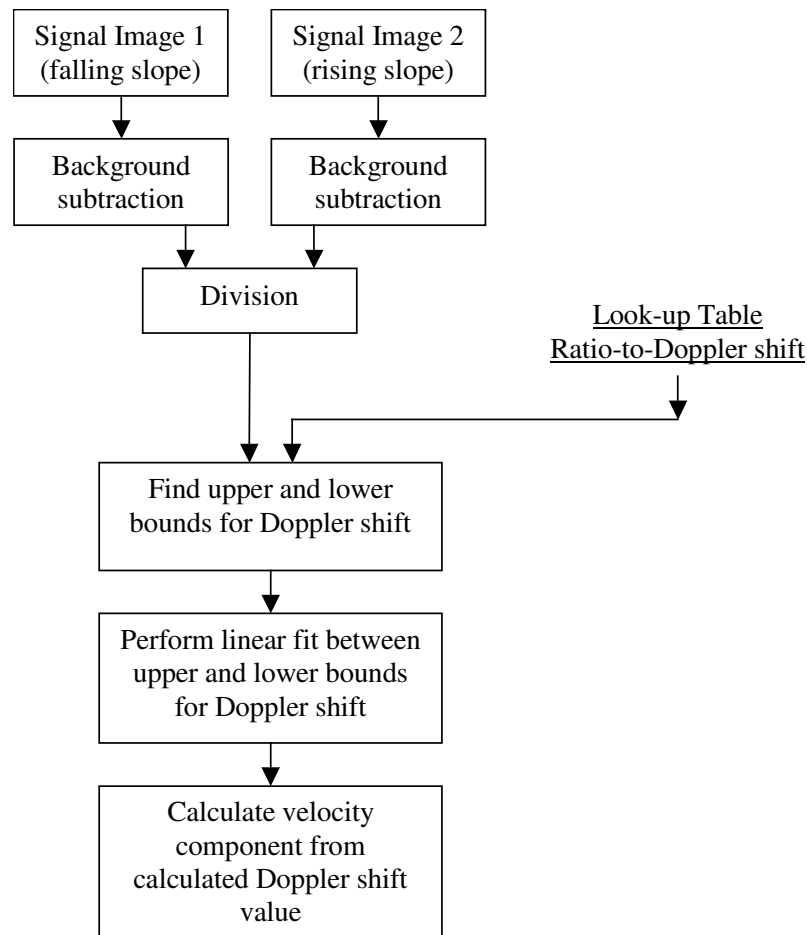 Signal Image 1
(falling slope)
Signal Image 2
(rising slope)
Background
subtraction
Background
subtraction
Division
Look-up Table
Ratio-to-Doppler shift
Find upper and lower
bounds for Doppler shift
Perform linear fit between
upper and lower bounds
for Doppler shift
Calculate velocity
component from
calculated Doppler shift
value